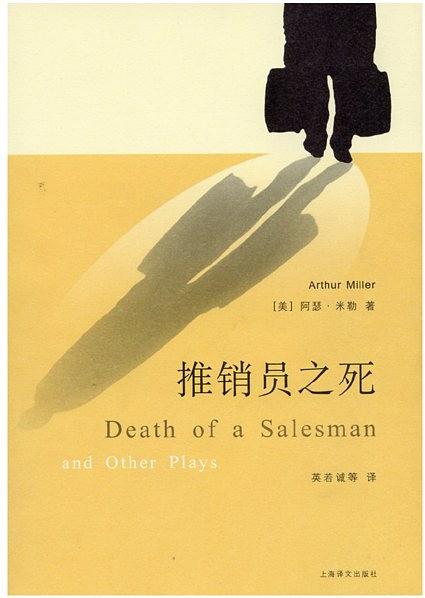 Arthur Miller
[美] 阿瑟·米勒 著
推销员之死
Death of a Salesman
and Other Plays
英若诚等 译
上海译文出版社